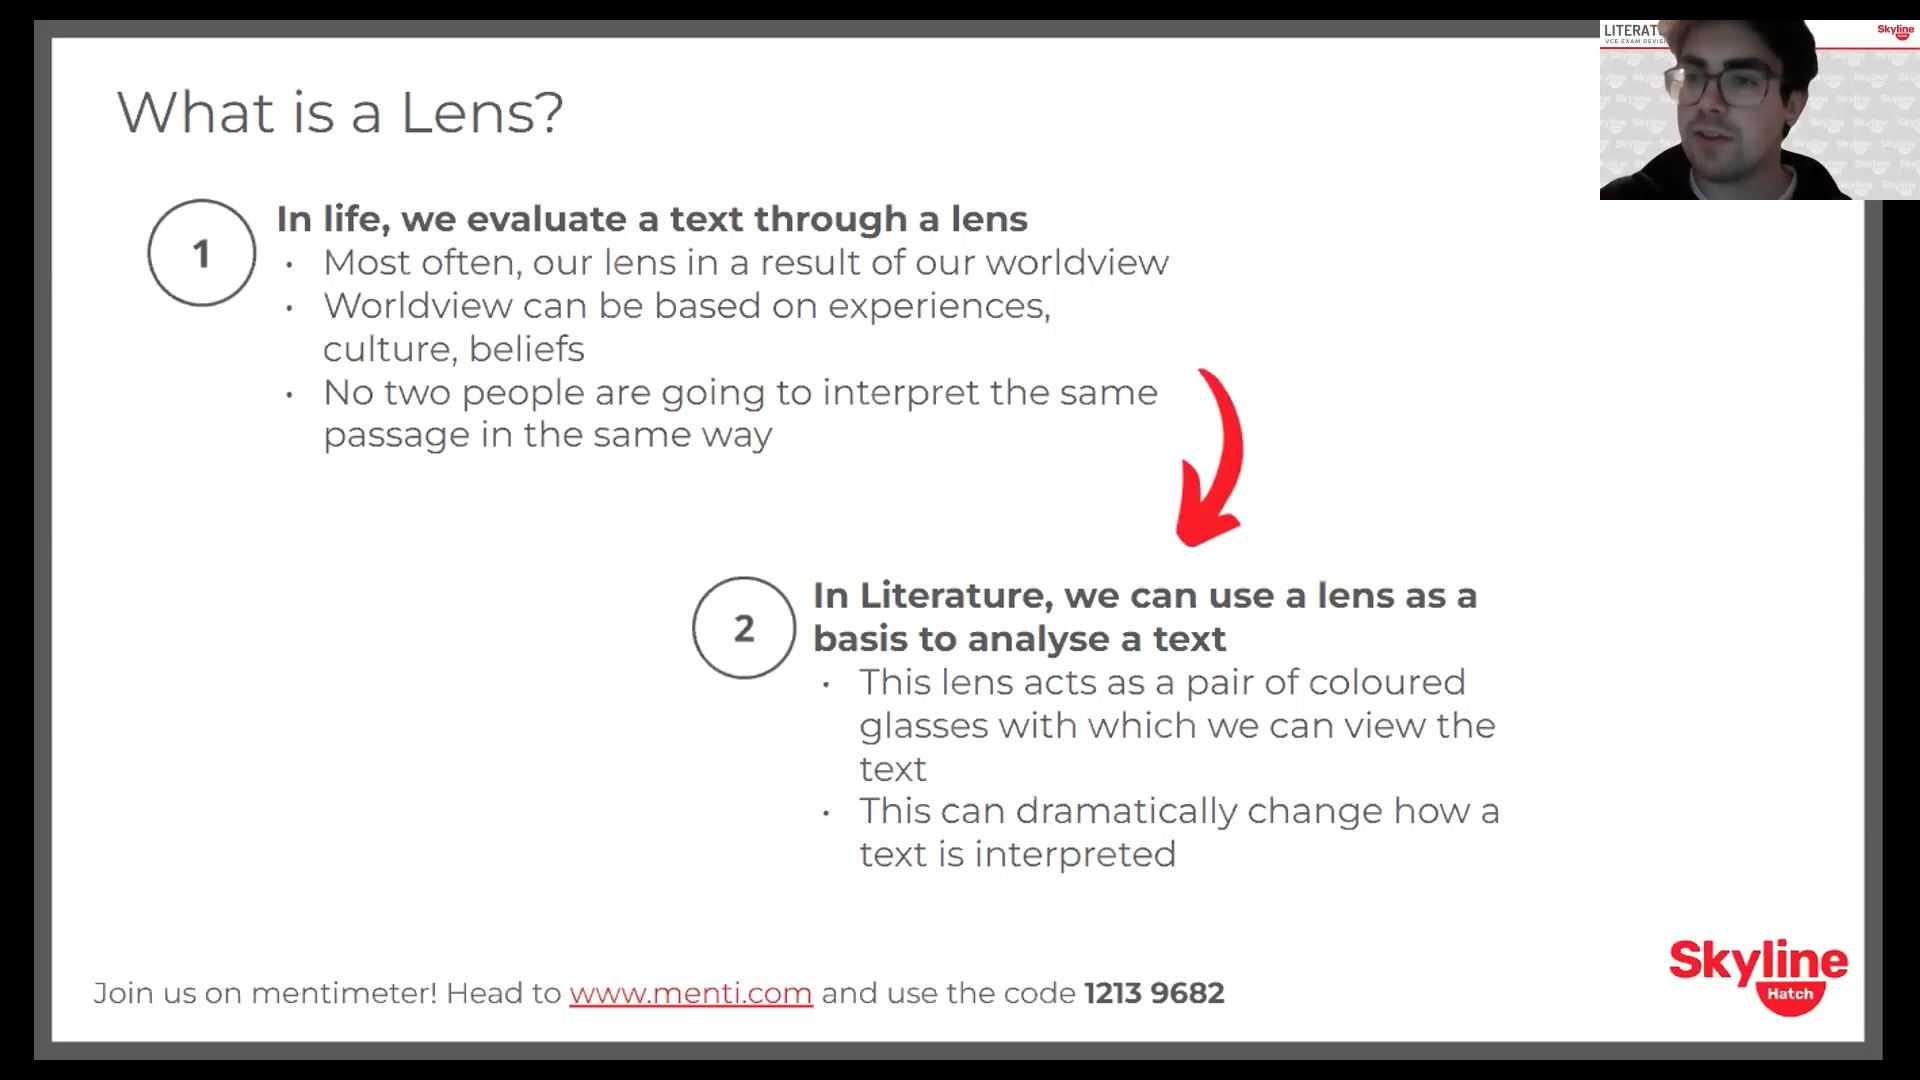 What is a Lens?
1
In life, we evaluate a text through a lens
• Most often, our lens in a result of our worldview
• Worldview can be based on experiences,
culture, beliefs
• No two people are going to interpret the same
passage in the same way
2
In Literature, we can use a lens as a
basis to analyse a text
• This lens acts as a pair of coloured
glasses with which we can view the
text
• This can dramatically change how a
text is interpreted
Join us on mentimeter! Head to www.menti.com and use the code 1213 9682
Skyline
Hatch
Skyline